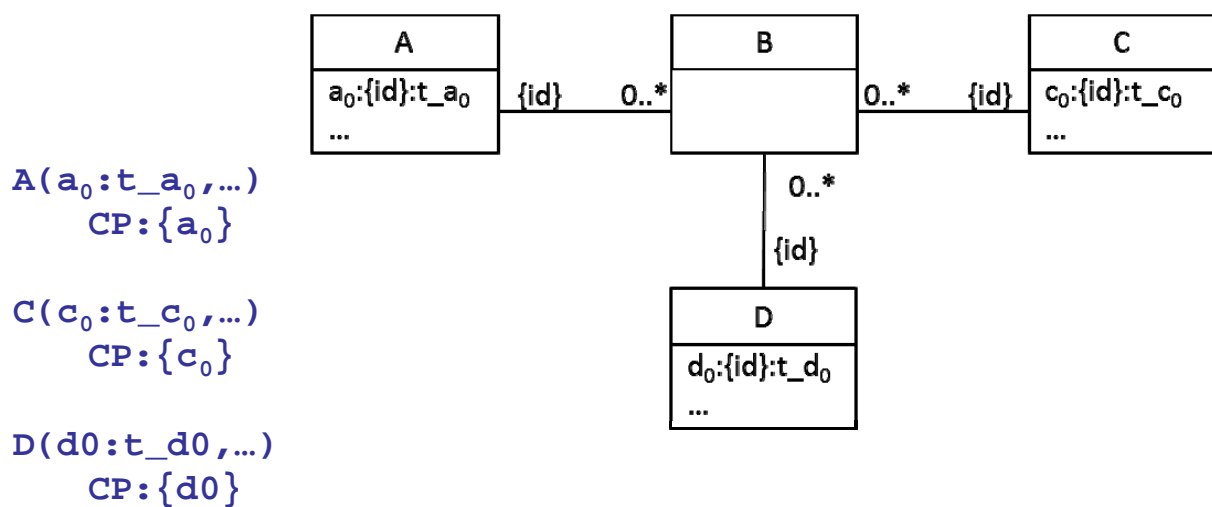 A
B
C
a₀:{id}:t_a₀
...
{id}
0..*
0..*
{id}
c₀:{id}:t_c₀
...
A(a₀:t_a₀,…)
CP:{a₀}
0..*
{id}
C(c₀:t_c₀,…)
CP:{c₀}
D
d₀:{id}:t_d₀
...
D(d0:t_d0,…)
CP:{d0}